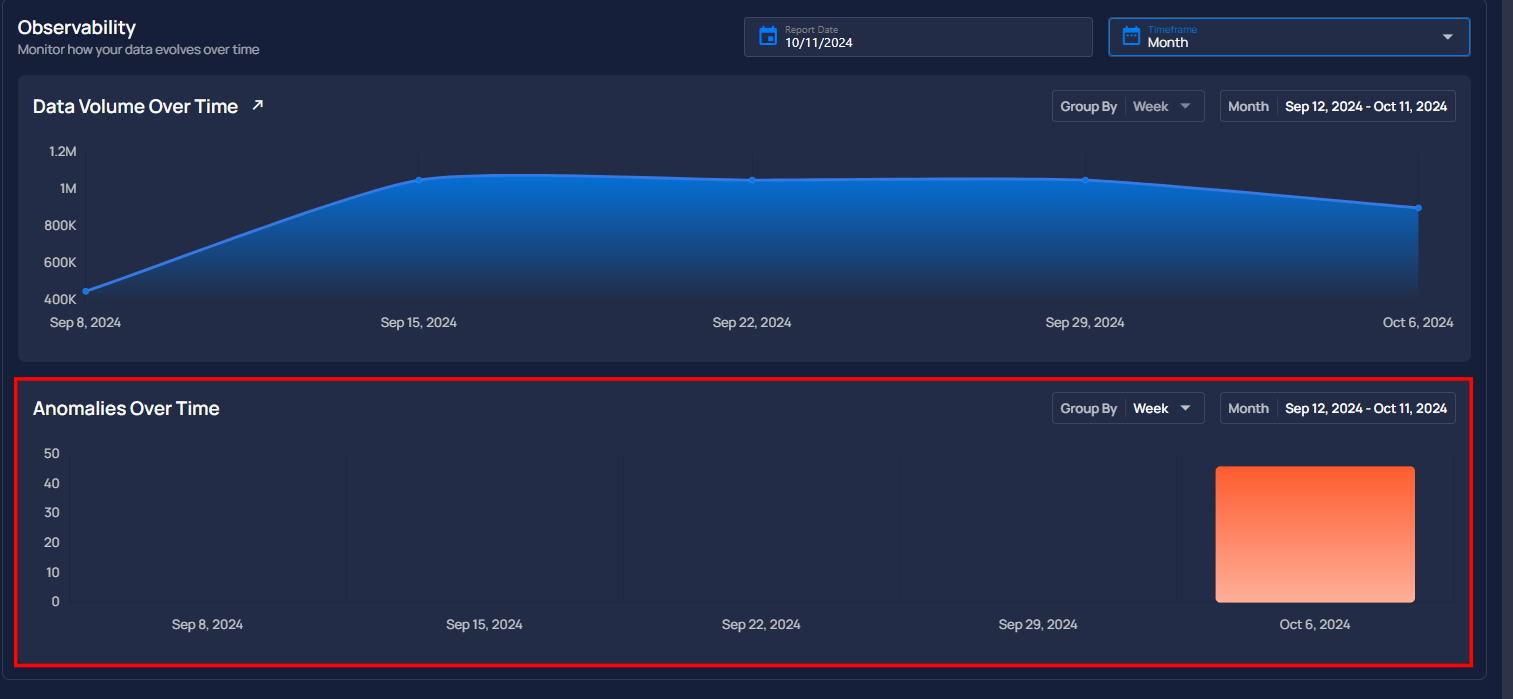 Observability
Monitor how your data evolves over time
Report Date
10/11/2024
Timeframe
Month
Data Volume Over Time
Group By Week
Month Sep 12, 2024 - Oct 11, 2024
1.2M
1M
800K
600K
400K
Sep 8, 2024 Sep 15, 2024 Sep 22, 2024 Sep 29, 2024 Oct 6, 2024
Anomalies Over Time
Group By Week
Month Sep 12, 2024 - Oct 11, 2024
50
40
30
20
10
0
Sep 8, 2024 Sep 15, 2024 Sep 22, 2024 Sep 29, 2024 Oct 6, 2024